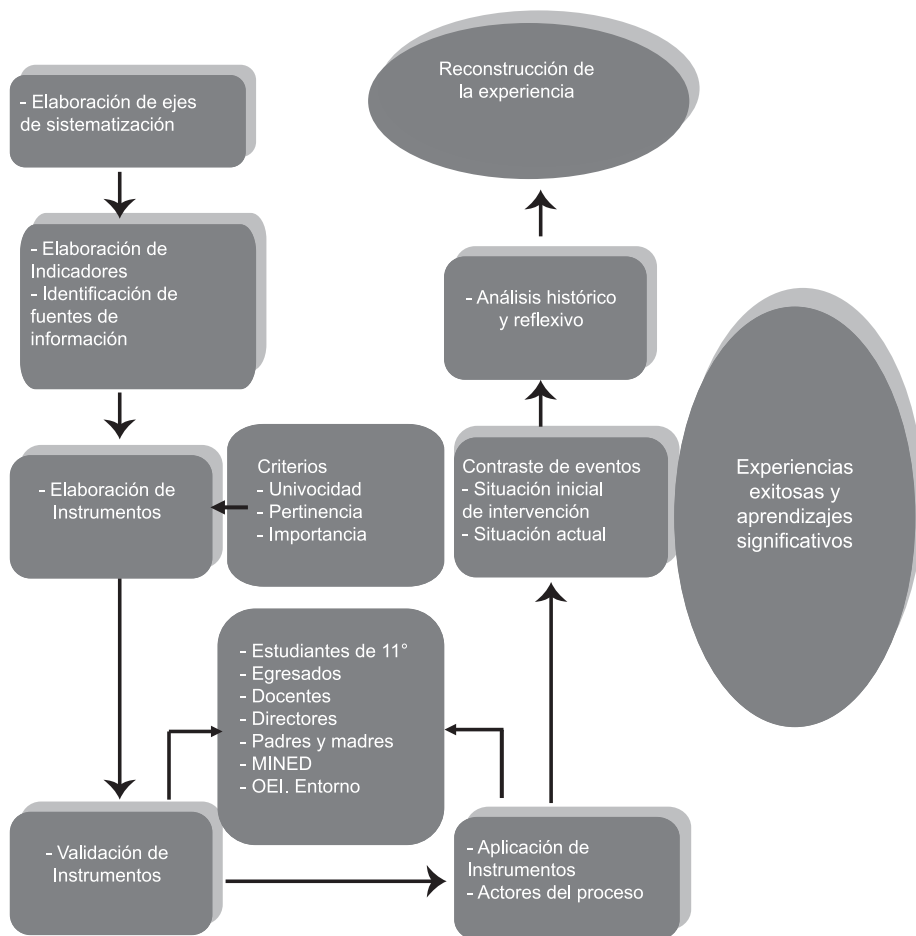 - Elaboración de ejes
de sistematización
- Elaboración de
Indicadores
- Identificación de
fuentes de
información
- Elaboración de
Instrumentos
Criterios
- Univocidad
- Pertinencia
- Importancia
- Estudiantes de 11°
- Egresados
- Docentes
- Directores
- Padres y madres
- MINED
- OEI. Entorno
- Validación de
Instrumentos
- Aplicación de
Instrumentos
- Actores del proceso
Contraste de eventos
- Situación inicial
de intervención
- Situación actual
- Análisis histórico
y reflexivo
Reconstrucción de
la experiencia
Experiencias
exitosas y
aprendizajes
significativos